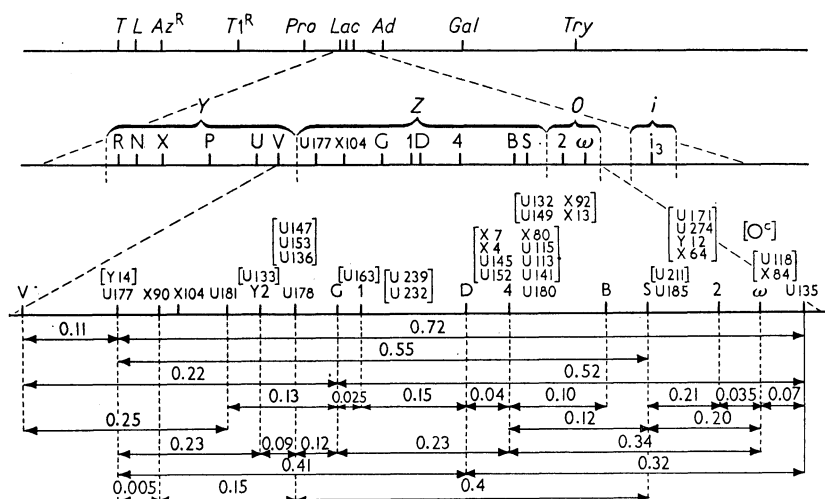 T L Az^R T1^R Pro Lac Ad Gal Try
Y Z O i
R N X P U V U177 X104 G 1 D 4 B S 2 ω i₃
[U147 U153 U136]
[X7 X4 U145 U152 X80 U115 U113 U141]
[U132 X92 U149 X13]
[U171 U274 Y12 X64]
[O^c]
[Y14] [U133] [U163] [U239 U232] [U211] [U118 X84]
V U177 X90 X104 U181 Y2 U178 G 1 D 4 U180 B S U185 2 ω U135
0.11 0.72
0.55
0.22 0.52
0.13 0.025 0.15 0.04 0.10 0.21 0.035 0.07
0.25 0.12 0.20
0.23 0.09 0.12 0.23 0.34
0.41 0.32
0.005 0.15 0.4